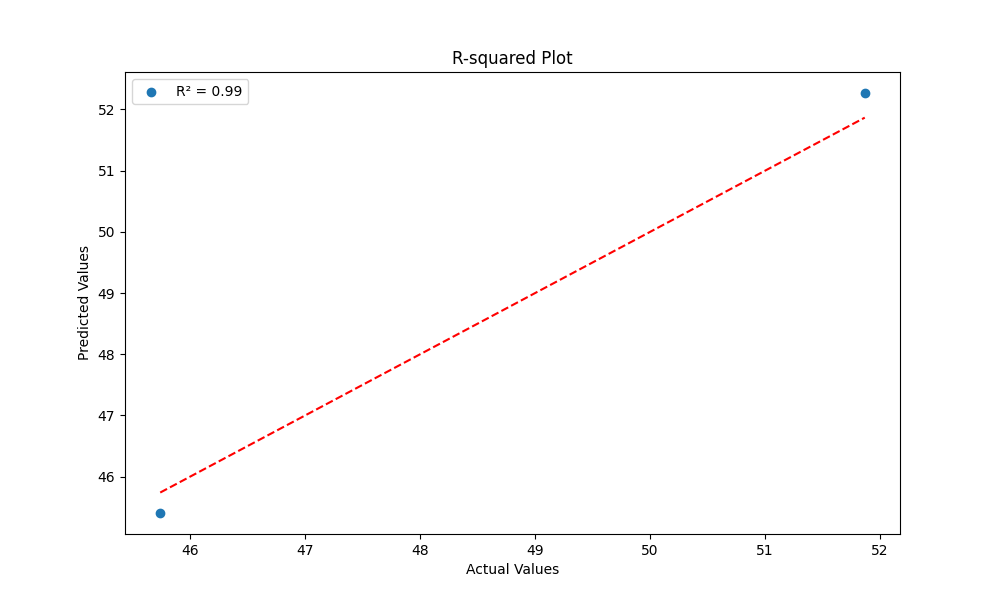 R-squared Plot
R² = 0.99
52
51
50
49
48
47
46
Predicted Values
46 47 48 49 50 51 52
Actual Values